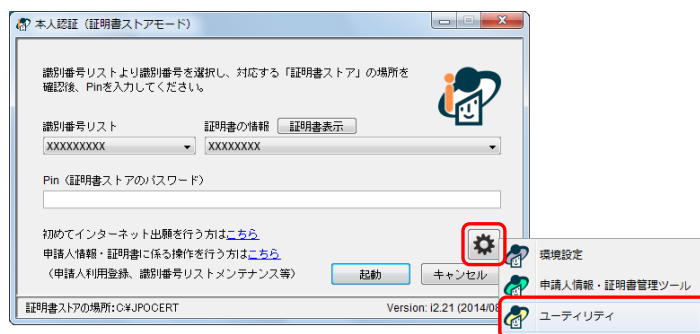 本人認証（証明書ストアモード）
識別番号リストより識別番号を選択し、対応する「証明書ストア」の場所を
確認後、Pinを入力してください。
識別番号リスト 証明書の情報 証明書表示
XXXXXXXXX XXXXXXXX
Pin（証明書ストアのパスワード）
初めてインターネット出願を行う方はこちら
申請人情報・証明書に係る操作を行う方はこちら
（申請人利用登録、識別番号リストメンテナンス等） 起動 キャンセル
環境設定
申請人情報・証明書管理ツール
ユーティリティ
証明書ストアの場所:C:¥JPOCERT Version: i2.21 (2014/08